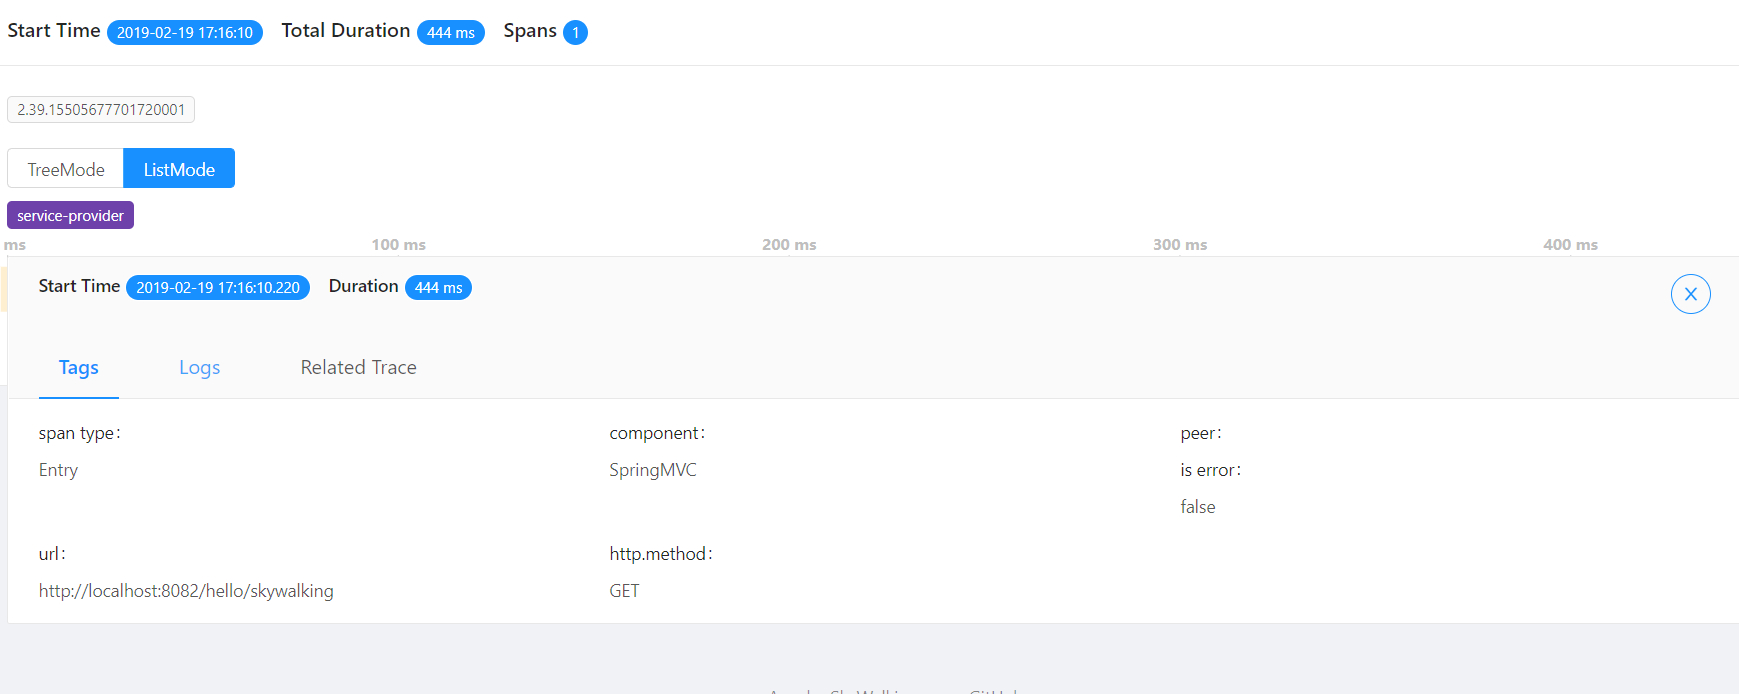 Start Time 2019-02-19 17:16:10 Total Duration 444 ms Spans 1
2.39.15505677701720001
TreeMode ListMode
service-provider
ms 100 ms 200 ms 300 ms 400 ms
Start Time 2019-02-19 17:16:10.220 Duration 444 ms X
Tags Logs Related Trace
span type: component: peer:
Entry SpringMVC is error:
false
url: http.method:
http://localhost:8082/hello/skywalking GET